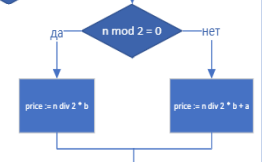 да
n mod 2 = 0
нет
price := n div 2 * b
price := n div 2 * b + a